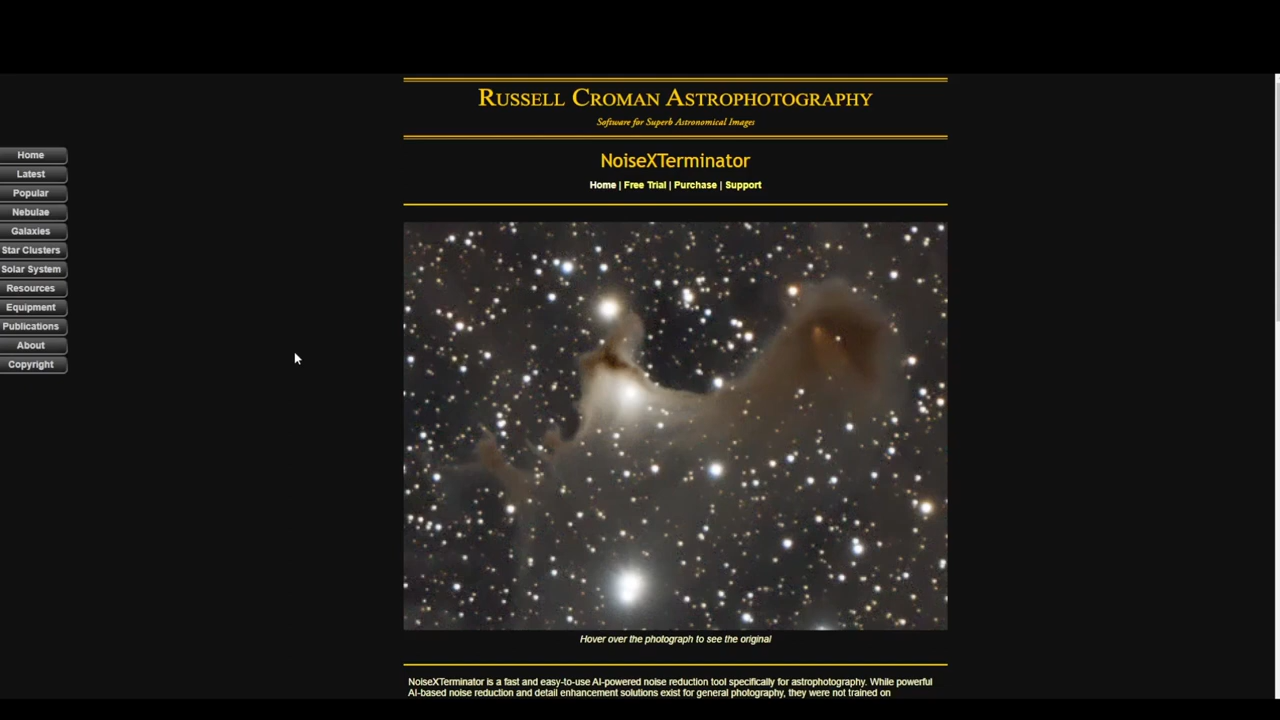 RUSSELL CROMAN ASTROPHOTOGRAPHY
Software for Superb Astronomical Images
NoiseXTerminator
Home | Free Trial | Purchase | Support
Home
Latest
Popular
Nebulae
Galaxies
Star Clusters
Solar System
Resources
Equipment
Publications
About
Copyright
Hover over the photograph to see the original
NoiseXTerminator is a fast and easy-to-use AI-powered noise reduction tool specifically for astrophotography. While powerful
AI-based noise reduction and detail enhancement solutions exist for general photography, they were not trained on